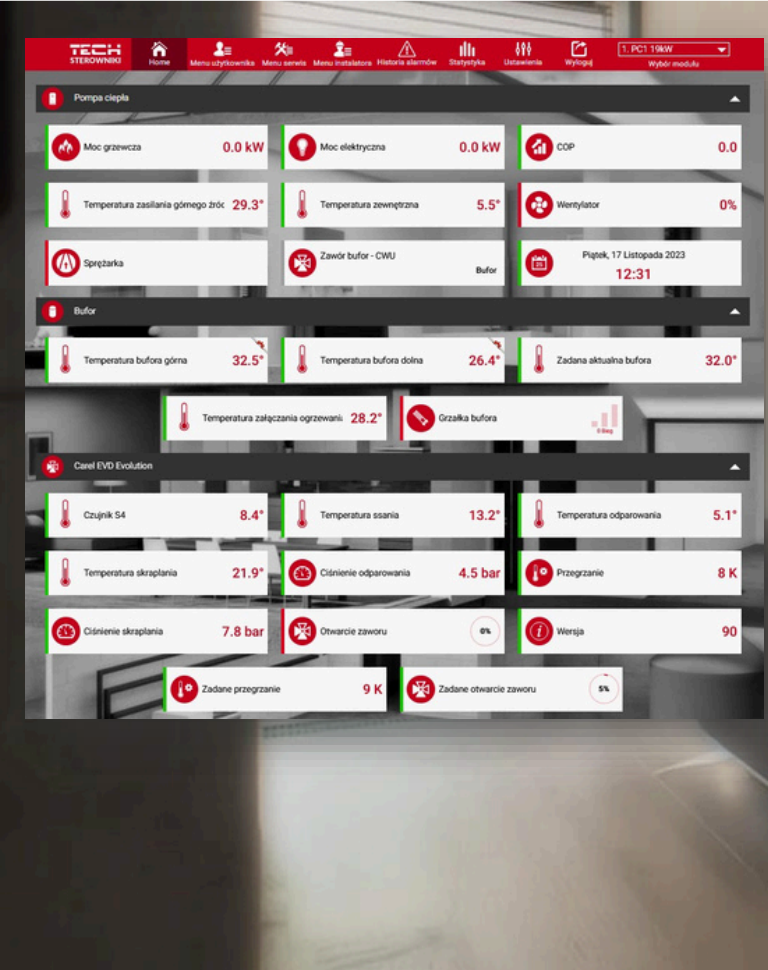 TECH
STEROWNIKI
Home
Menu użytkownika
Menu serwis
Menu instalatora
Historia alarmów
Statystyka
Ustawienia
Wyloguj
1. PC1 19kW
Wybór modułu
Pompa ciepła
Moc grzewcza 0.0 kW
Moc elektryczna 0.0 kW
COP 0.0
Temperatura zasilania górnego źróc 29.3°
Temperatura zewnętrzna 5.5°
Wentylator 0%
Sprężarka
Zawór bufor - CWU
Bufor
Piątek, 17 Listopada 2023
12:31
Bufor
Temperatura bufora górna 32.5°
Temperatura bufora dolna 26.4°
Zadana aktualna bufora 32.0°
Temperatura załączania ogrzewani: 28.2°
Grzałka bufora
0 Bieg
Carel EVD Evolution
Czujnik S4 8.4°
Temperatura ssania 13.2°
Temperatura odparowania 5.1°
Temperatura skraplania 21.9°
Ciśnienie odparowania 4.5 bar
Przegrzanie 8 K
Ciśnienie skraplania 7.8 bar
Otwarcie zaworu 0%
Wersja 90
Zadane przegrzanie 9 K
Zadane otwarcie zaworu 5%